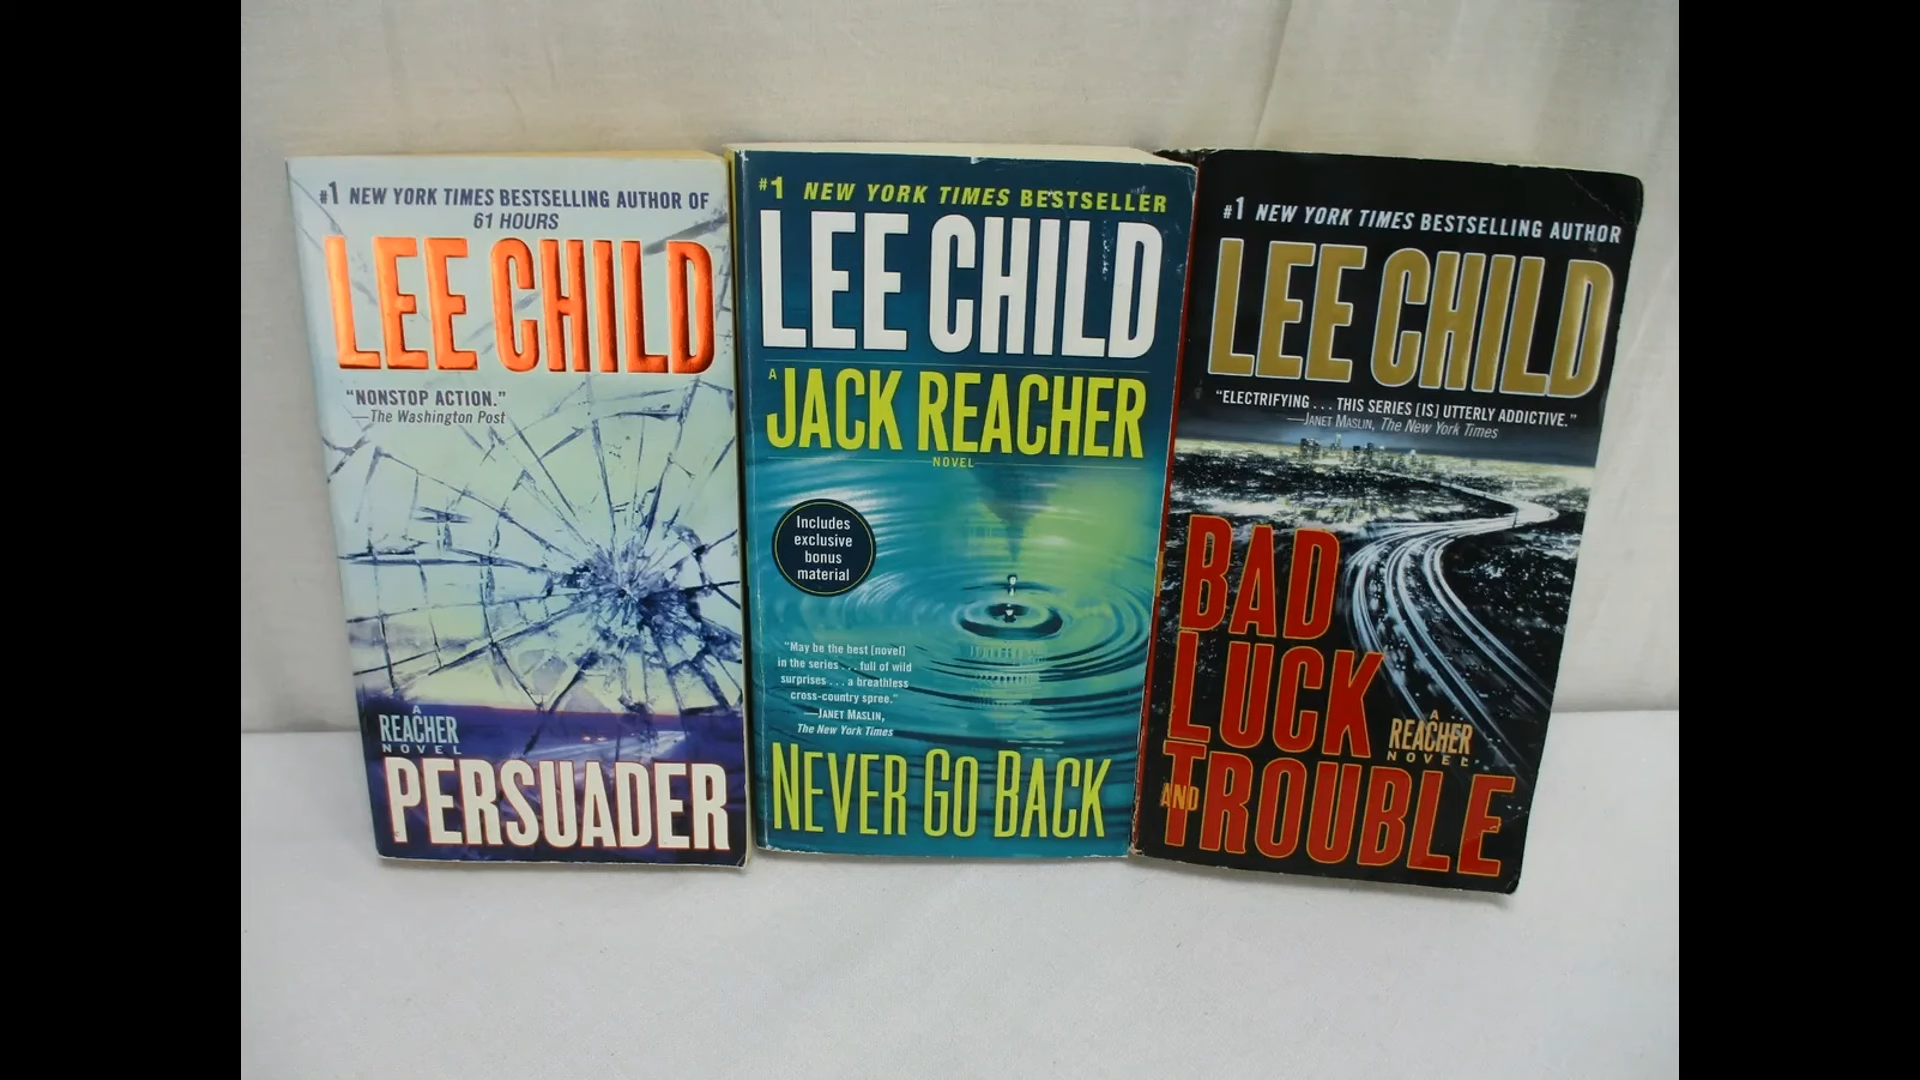 #1 NEW YORK TIMES BESTSELLING AUTHOR OF
61 HOURS
LEE CHILD
"NONSTOP ACTION."
—The Washington Post
A
REACHER
NOVEL
PERSUADER
#1 NEW YORK TIMES BESTSELLER
LEE CHILD
A
JACK REACHER
NOVEL
Includes
exclusive
bonus
material
"May be the best [novel]
in the series . . . full of wild
surprises . . . a breathless
cross-country spree."
—JANET MASLIN,
The New York Times
NEVER GO BACK
#1 NEW YORK TIMES BESTSELLING AUTHOR
LEE CHILD
"ELECTRIFYING . . . THIS SERIES [IS] UTTERLY ADDICTIVE."
—JANET MASLIN, The New York Times
BAD
LUCK
AND TROUBLE
A
REACHER
NOVEL